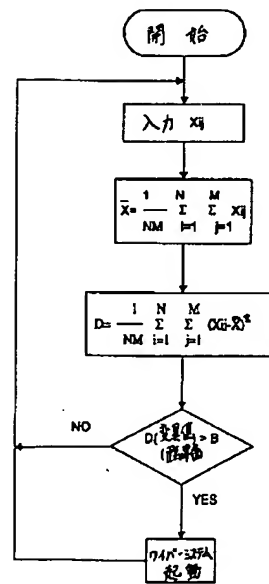 開始
入力 Xij
X̄= 1/NM N Σ i=1 M Σ j=1 Xij
D= 1/NM N Σ i=1 M Σ j=1 (Xij-X̄)²
NO
D(変異値) > B
YES
ワイパーシステム
起動